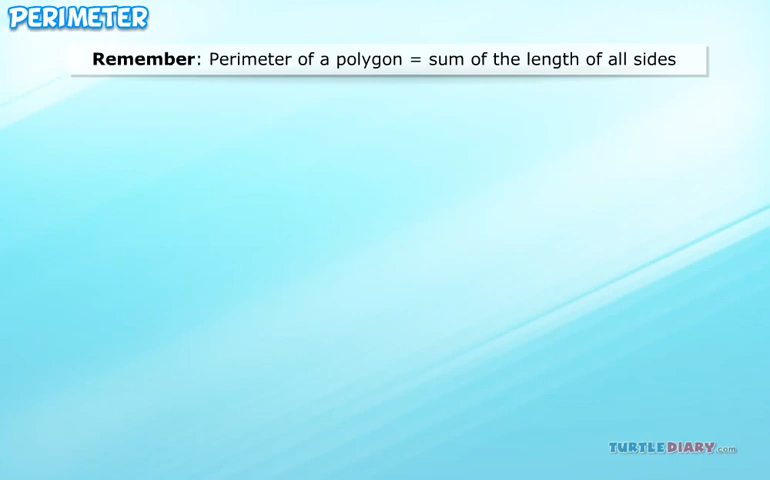 PERIMETER
Remember: Perimeter of a polygon = sum of the length of all sides
TURTLEDIARY.com